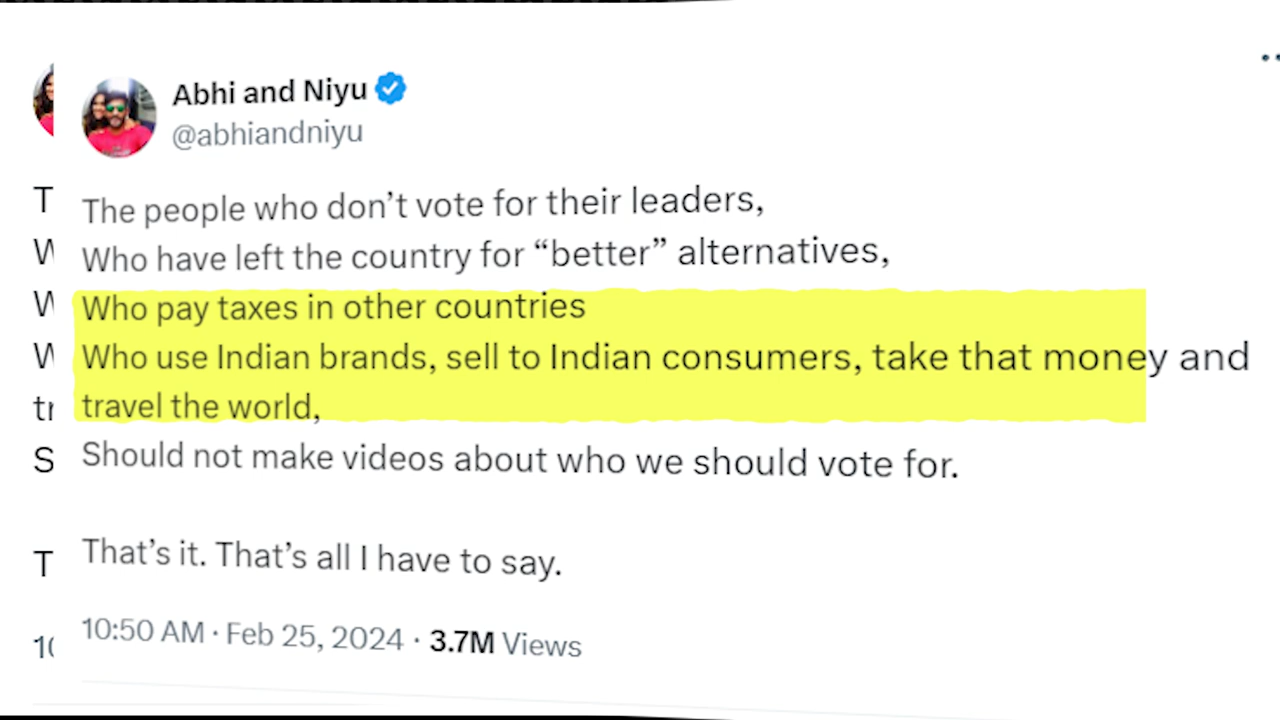 Abhi and Niyu
@abhiandniyu
The people who don't vote for their leaders,
Who have left the country for “better” alternatives,
Who pay taxes in other countries
Who use Indian brands, sell to Indian consumers, take that money and
travel the world,
Should not make videos about who we should vote for.
That's it. That's all I have to say.
10:50 AM · Feb 25, 2024 · 3.7M Views
T
W
W
W
tr
S
T
10